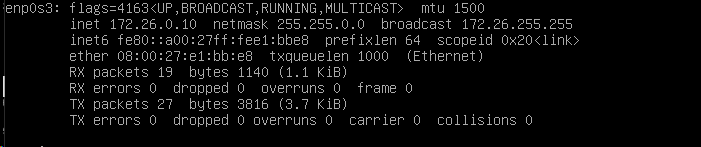 enp0s3: flags=4163<UP,BROADCAST,RUNNING,MULTICAST>  mtu 1500
inet 172.26.0.10  netmask 255.255.0.0  broadcast 172.26.255.255
inet6 fe80::a00:27ff:fee1:bbe8  prefixlen 64  scopeid 0x20<link>
ether 08:00:27:e1:bb:e8  txqueuelen 1000  (Ethernet)
RX packets 19  bytes 1140 (1.1 KiB)
RX errors 0  dropped 0  overruns 0  frame 0
TX packets 27  bytes 3816 (3.7 KiB)
TX errors 0  dropped 0 overruns 0  carrier 0  collisions 0